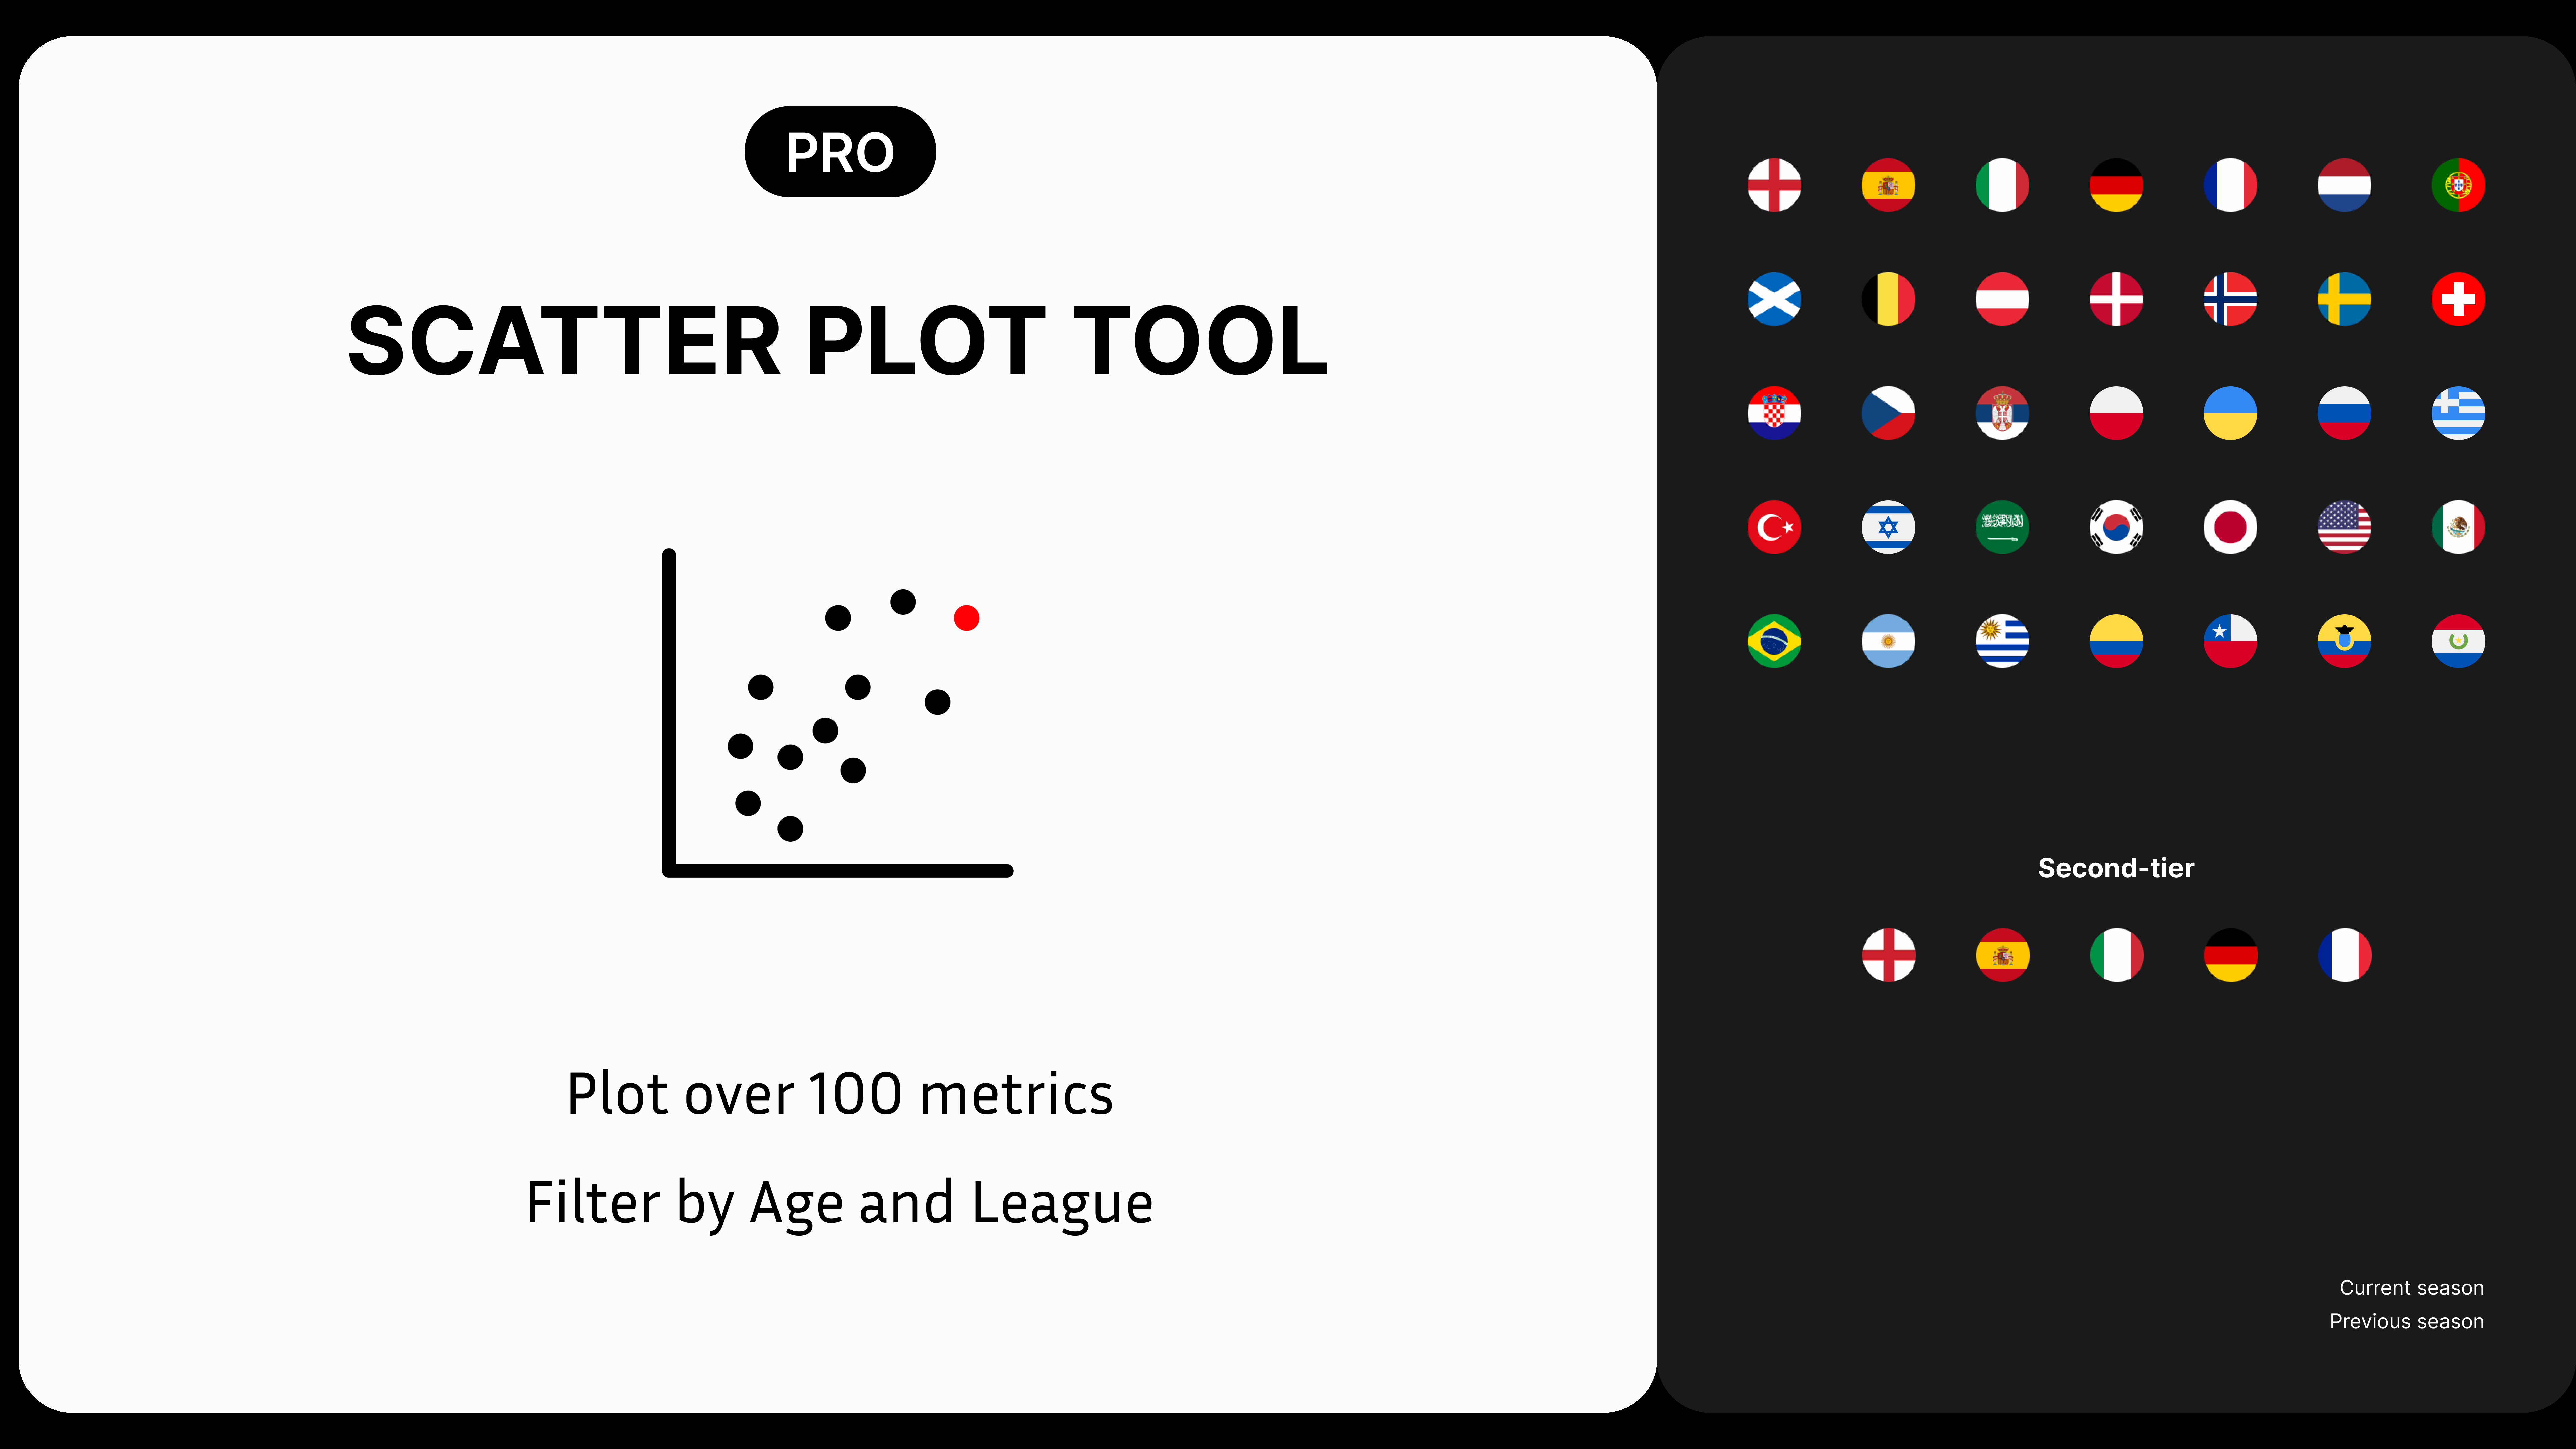 PRO
SCATTER PLOT TOOL
Plot over 100 metrics
Filter by Age and League
Second-tier
Current season
Previous season